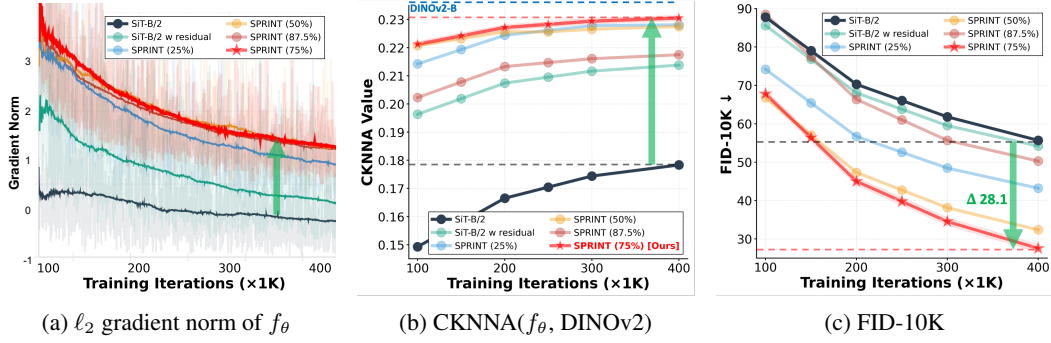 Gradient Norm
3
2
1
0
-1
100
200
300
400
Training Iterations (×1K)
SiT-B/2
SiT-B/2 w residual
SPRINT (25%)
SPRINT (50%)
SPRINT (87.5%)
SPRINT (75%)
(a) ℓ2 gradient norm of fθ
CKNNA Value
DINOv2-B
0.23
0.22
0.21
0.20
0.19
0.18
0.17
0.16
0.15
100
200
300
400
Training Iterations (×1K)
SiT-B/2
SiT-B/2 w residual
SPRINT (25%)
SPRINT (50%)
SPRINT (87.5%)
SPRINT (75%) [Ours]
(b) CKNNA(fθ, DINOv2)
FID-10K ↓
90
80
70
60
50
40
30
100
200
300
400
Training Iterations (×1K)
SiT-B/2
SiT-B/2 w residual
SPRINT (25%)
SPRINT (50%)
SPRINT (87.5%)
SPRINT (75%)
Δ 28.1
(c) FID-10K